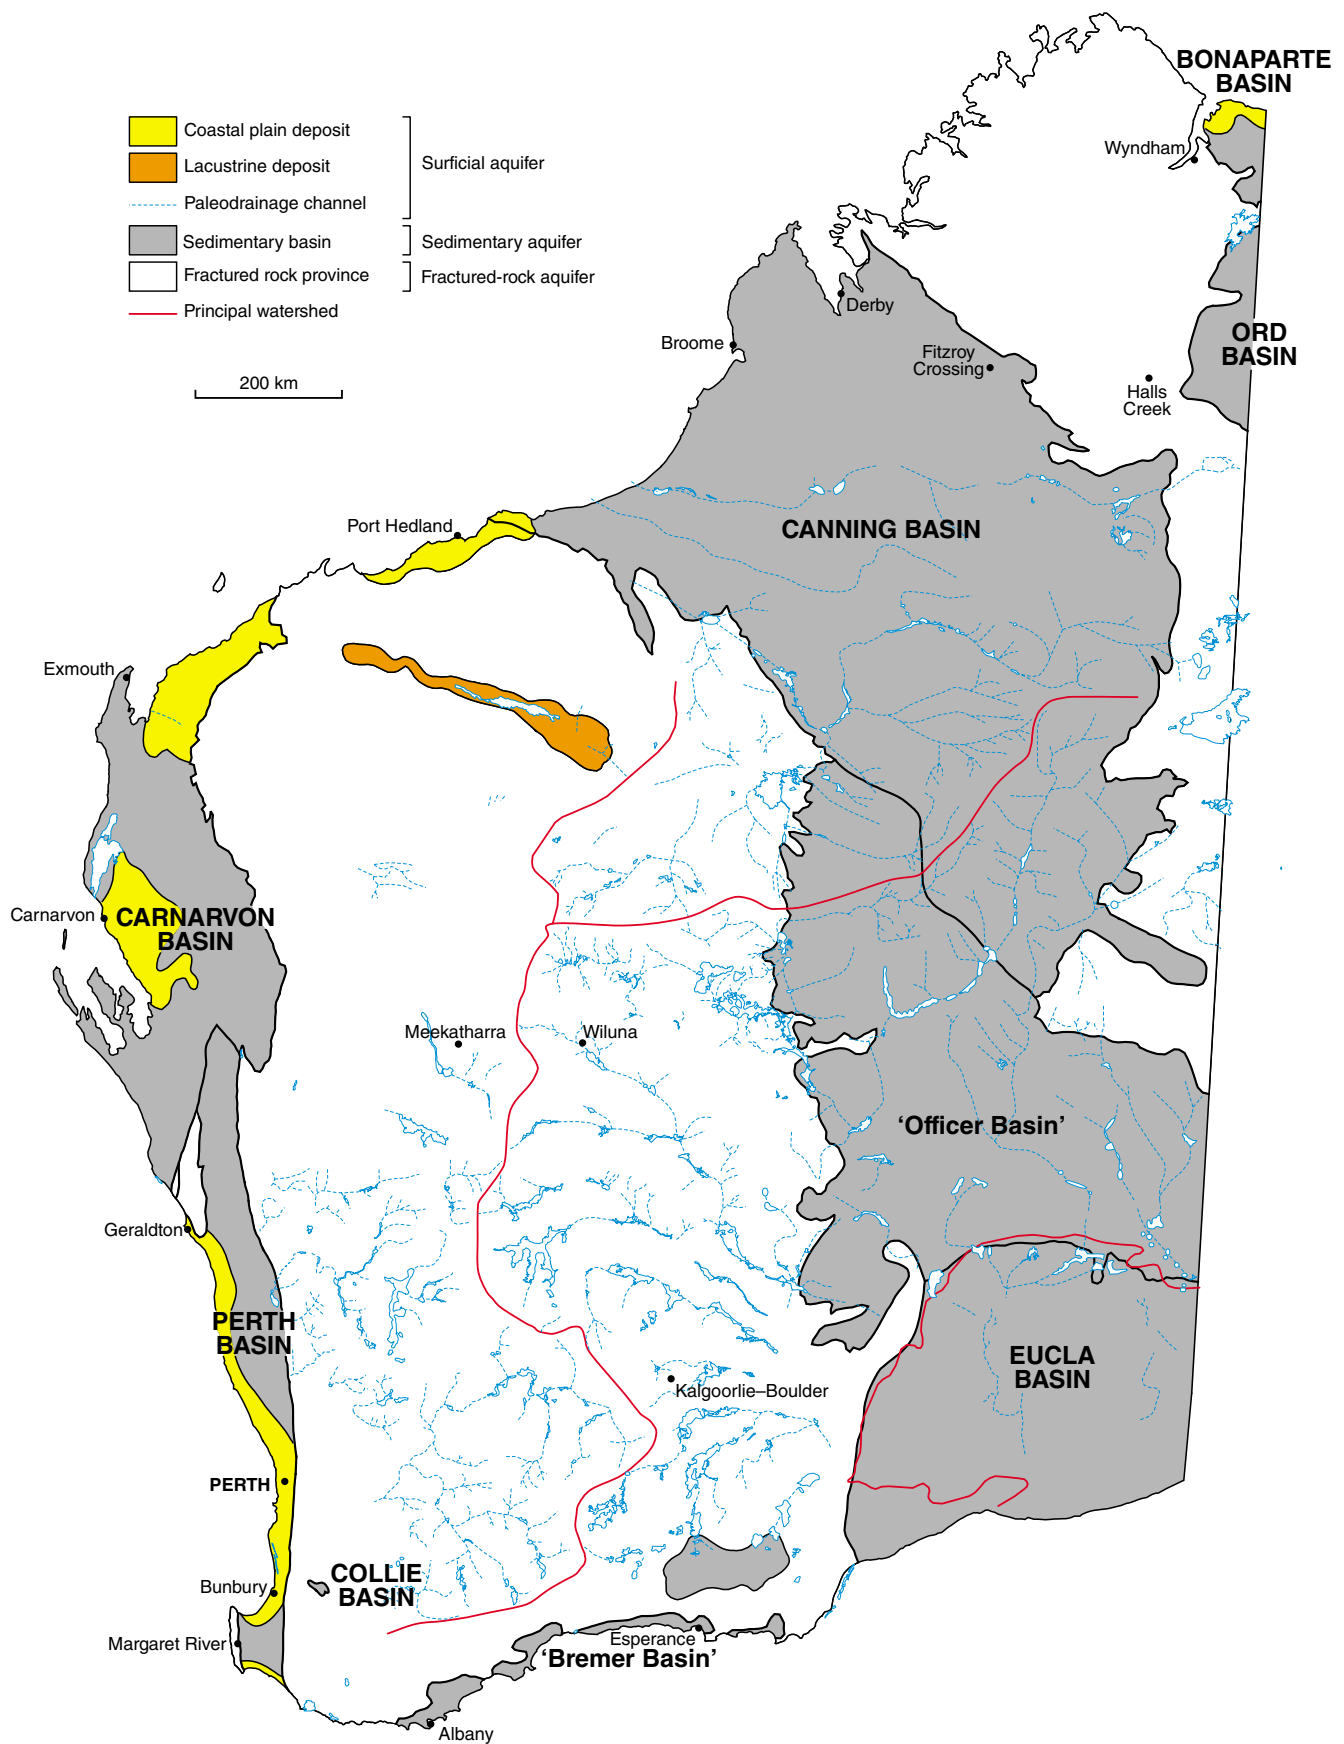 BONAPARTE
BASIN
Coastal plain deposit
Lacustrine deposit
Surficial aquifer
Paleodrainage channel
Sedimentary basin
Sedimentary aquifer
Fractured rock province
Fractured-rock aquifer
Principal watershed
200 km
Wyndham
Derby
Broome
Fitzroy
Crossing
ORD
BASIN
Halls
Creek
Port Hedland
CANNING BASIN
Exmouth
Carnarvon
CARNARVON
BASIN
Meekatharra
Wiluna
‘Officer Basin’
Geraldton
PERTH
BASIN
EUCLA
BASIN
Kalgoorlie–Boulder
PERTH
Bunbury
COLLIE
BASIN
Margaret River
Esperance
‘Bremer Basin’
Albany